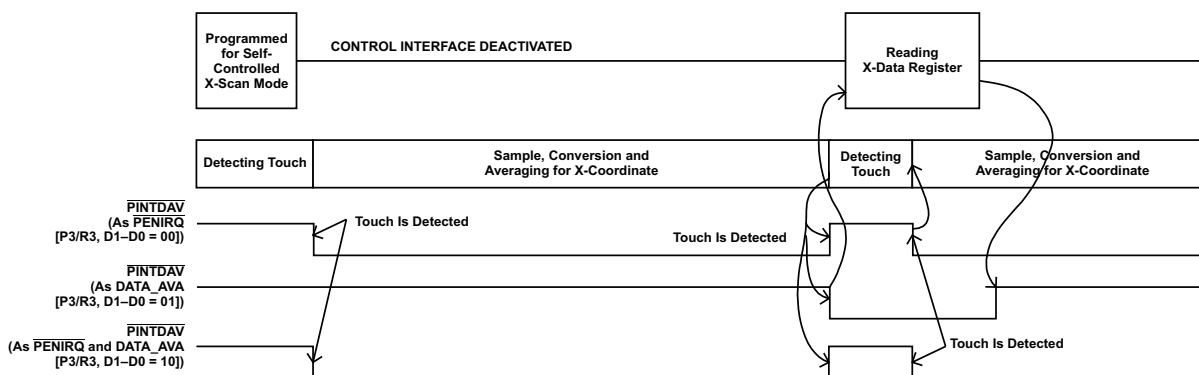 Programmed
for Self-
Controlled
X-Scan Mode
CONTROL INTERFACE DEACTIVATED
Reading
X-Data Register
Detecting Touch
Sample, Conversion and
Averaging for X-Coordinate
Detecting
Touch
Sample, Conversion and
Averaging for X-Coordinate
PINTDAV
(As PENIRQ
[P3/R3, D1–D0 = 00])
Touch Is Detected
Touch Is Detected
PINTDAV
(As DATA_AVA
[P3/R3, D1–D0 = 01])
PINTDAV
(As PENIRQ and DATA_AVA
[P3/R3, D1–D0 = 10])
Touch Is Detected